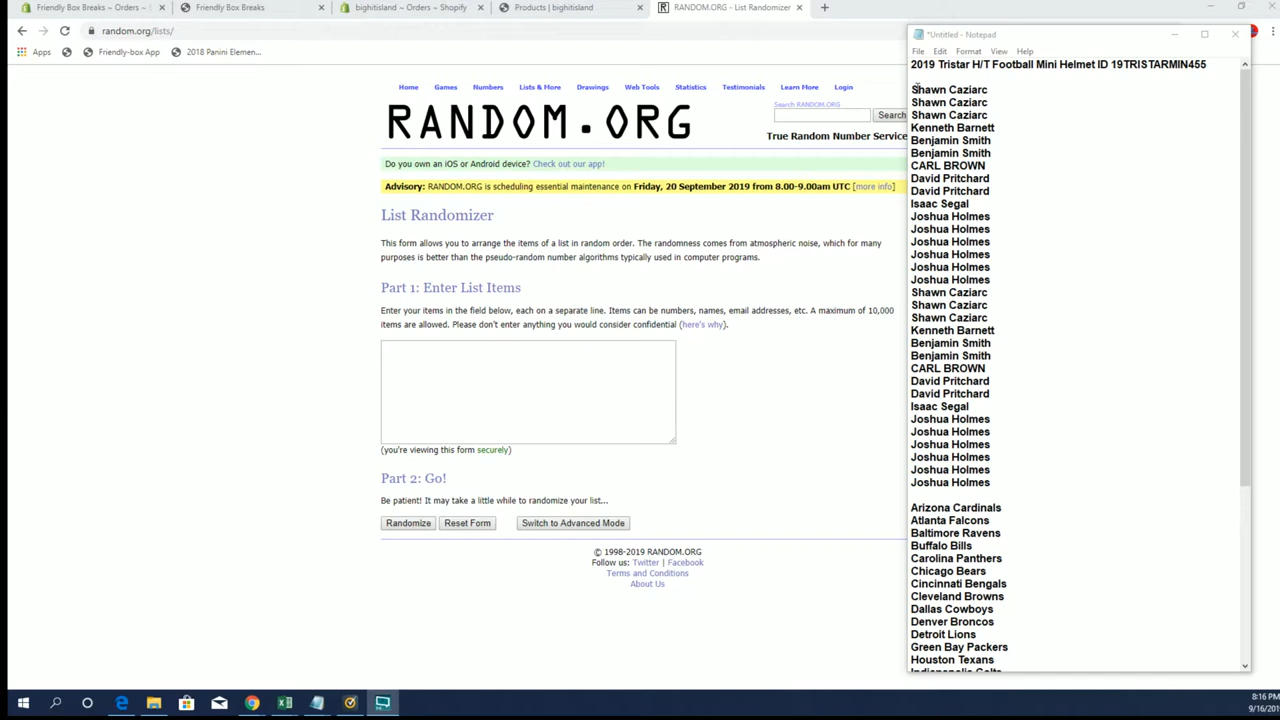 Friendly Box Breaks ~ Orders ~
Friendly Box Breaks
bighitisland ~ Orders ~ Shopify
Products | bighitisland
RANDOM.ORG - List Randomizer
random.org/lists/
Apps
Friendly-box App
2018 Panini Elemen...
Home
Games
Numbers
Lists & More
Drawings
Web Tools
Statistics
Testimonials
Learn More
Login
RANDOM.ORG
Search RANDOM.ORG
Search
True Random Number Service
Do you own an iOS or Android device? Check out our app!
Advisory: RANDOM.ORG is scheduling essential maintenance on Friday, 20 September 2019 from 8.00-9.00am UTC [more info]
List Randomizer
This form allows you to arrange the items of a list in random order. The randomness comes from atmospheric noise, which for many
purposes is better than the pseudo-random number algorithms typically used in computer programs.
Part 1: Enter List Items
Enter your items in the field below, each on a separate line. Items can be numbers, names, email addresses, etc. A maximum of 10,000
items are allowed. Please don't enter anything you would consider confidential (here's why).
(you're viewing this form securely)
Part 2: Go!
Be patient! It may take a little while to randomize your list...
Randomize
Reset Form
Switch to Advanced Mode
© 1998-2019 RANDOM.ORG
Follow us: Twitter | Facebook
Terms and Conditions
About Us
*Untitled - Notepad
File Edit Format View Help
2019 Tristar H/T Football Mini Helmet ID 19TRISTARMIN455
Shawn Caziarc
Shawn Caziarc
Shawn Caziarc
Kenneth Barnett
Benjamin Smith
Benjamin Smith
CARL BROWN
David Pritchard
David Pritchard
Isaac Segal
Joshua Holmes
Joshua Holmes
Joshua Holmes
Joshua Holmes
Joshua Holmes
Joshua Holmes
Shawn Caziarc
Shawn Caziarc
Shawn Caziarc
Kenneth Barnett
Benjamin Smith
Benjamin Smith
CARL BROWN
David Pritchard
David Pritchard
Isaac Segal
Joshua Holmes
Joshua Holmes
Joshua Holmes
Joshua Holmes
Joshua Holmes
Joshua Holmes
Arizona Cardinals
Atlanta Falcons
Baltimore Ravens
Buffalo Bills
Carolina Panthers
Chicago Bears
Cincinnati Bengals
Cleveland Browns
Dallas Cowboys
Denver Broncos
Detroit Lions
Green Bay Packers
Houston Texans
8:16 PM
9/16/201